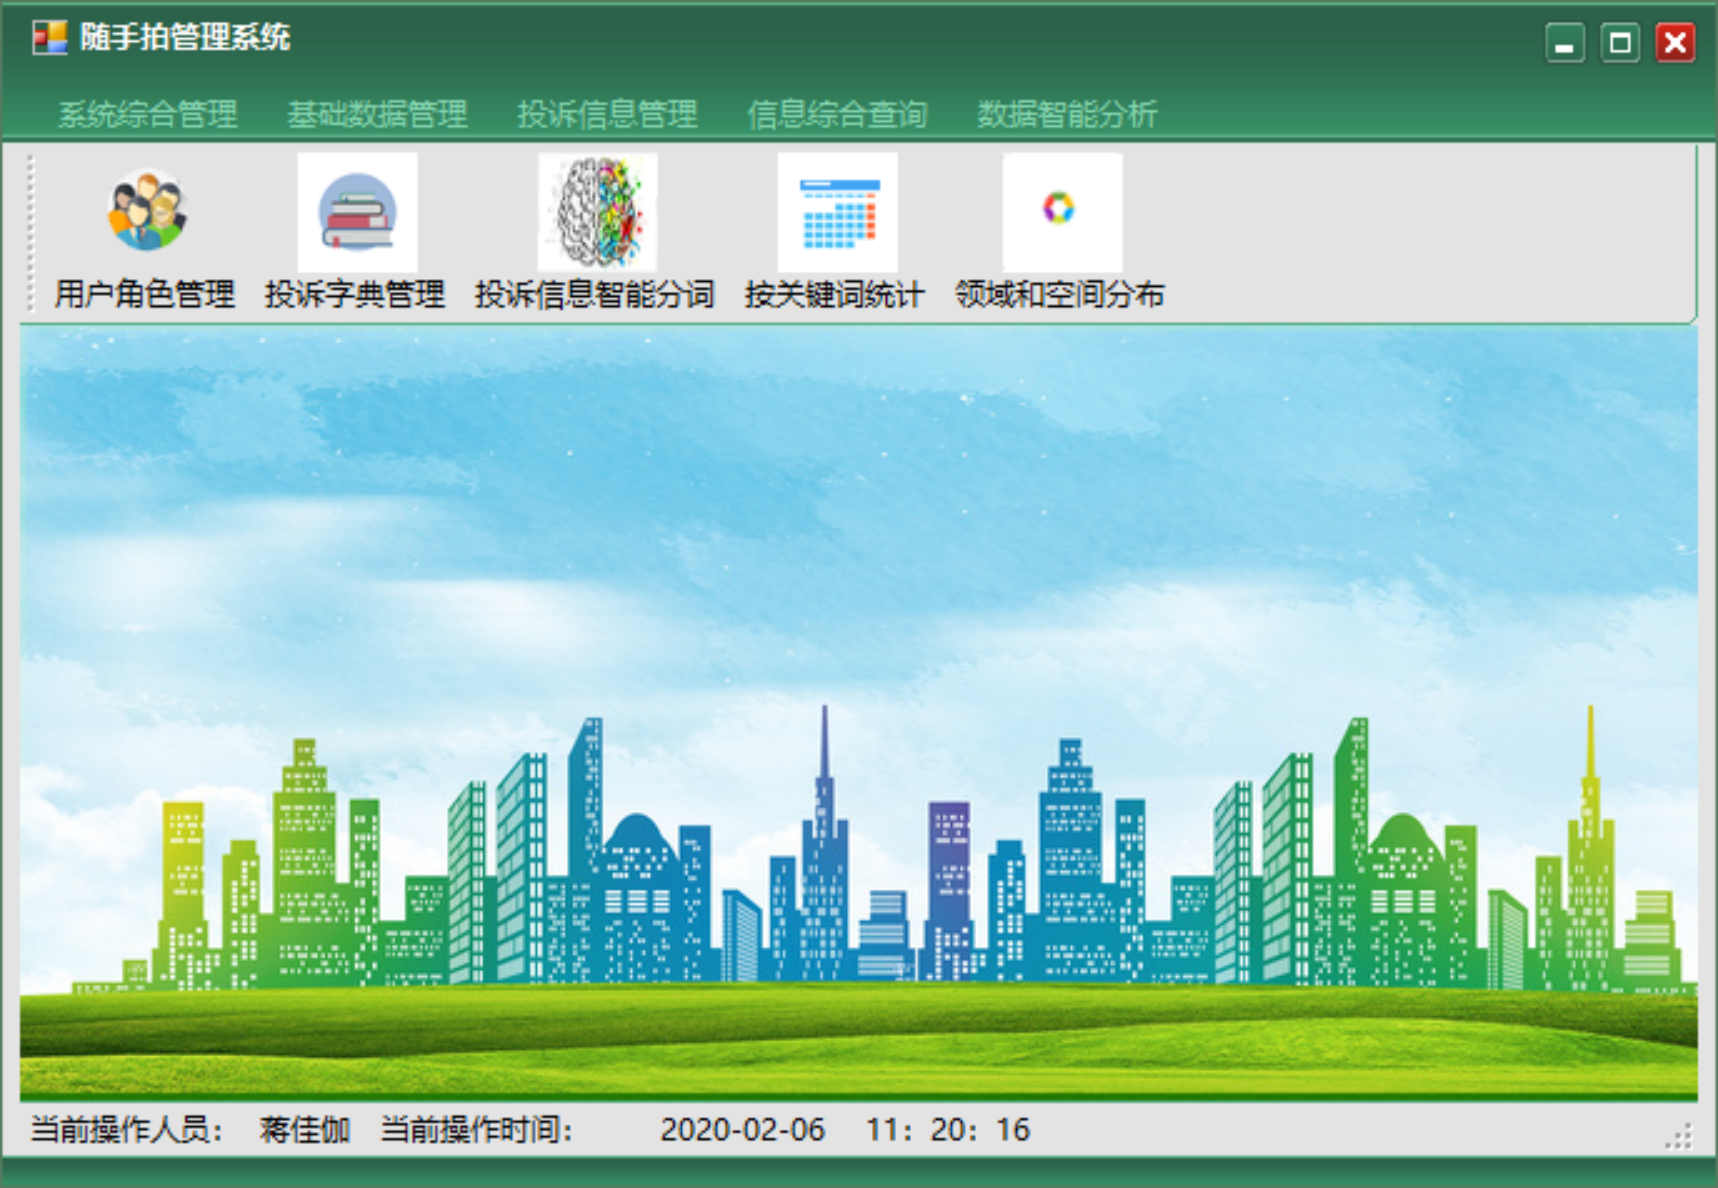 随手拍管理系统
系统综合管理 基础数据管理 投诉信息管理 信息综合查询 数据智能分析
用户角色管理 投诉字典管理 投诉信息智能分词 按关键词统计 领域和空间分布
当前操作人员： 蒋佳伽 当前操作时间： 2020-02-06 11：20：16